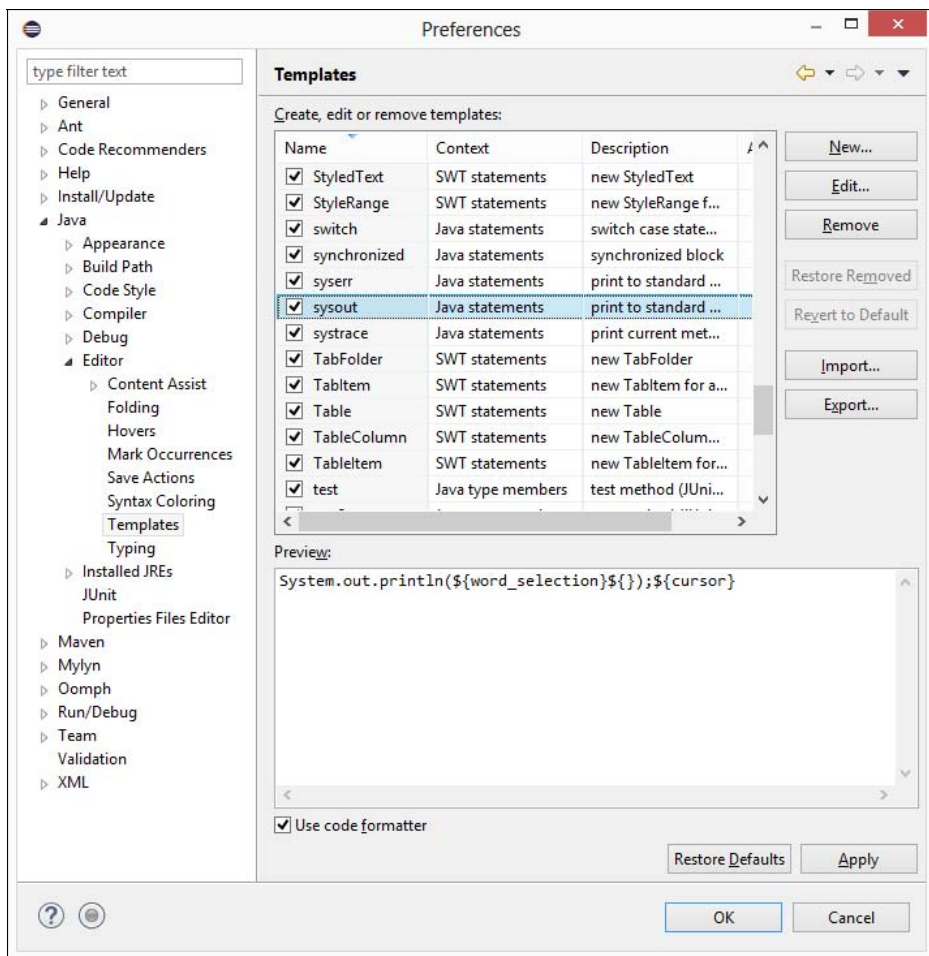 Preferences
type filter text
General
Ant
Code Recommenders
Help
Install/Update
Java
Appearance
Build Path
Code Style
Compiler
Debug
Editor
Content Assist
Folding
Hovers
Mark Occurrences
Save Actions
Syntax Coloring
Templates
Typing
Installed JREs
JUnit
Properties Files Editor
Maven
Mylyn
Oomph
Run/Debug
Team
Validation
XML
Templates
Create, edit or remove templates:
Name Context Description
StyledText SWT statements new StyledText
StyleRange SWT statements new StyleRange f...
switch Java statements switch case state...
synchronized Java statements synchronized block
syserr Java statements print to standard ...
sysout Java statements print to standard ...
systrace Java statements print current met...
TabFolder SWT statements new TabFolder
TabItem SWT statements new TabItem for a...
Table SWT statements new Table
TableColumn SWT statements new TableColum...
TableItem SWT statements new TableItem for...
test Java type members test method (JUni...
New...
Edit...
Remove
Restore Removed
Revert to Default
Import...
Export...
Preview:
System.out.println(${word_selection}${});${cursor}
Use code formatter
Restore Defaults Apply
OK Cancel